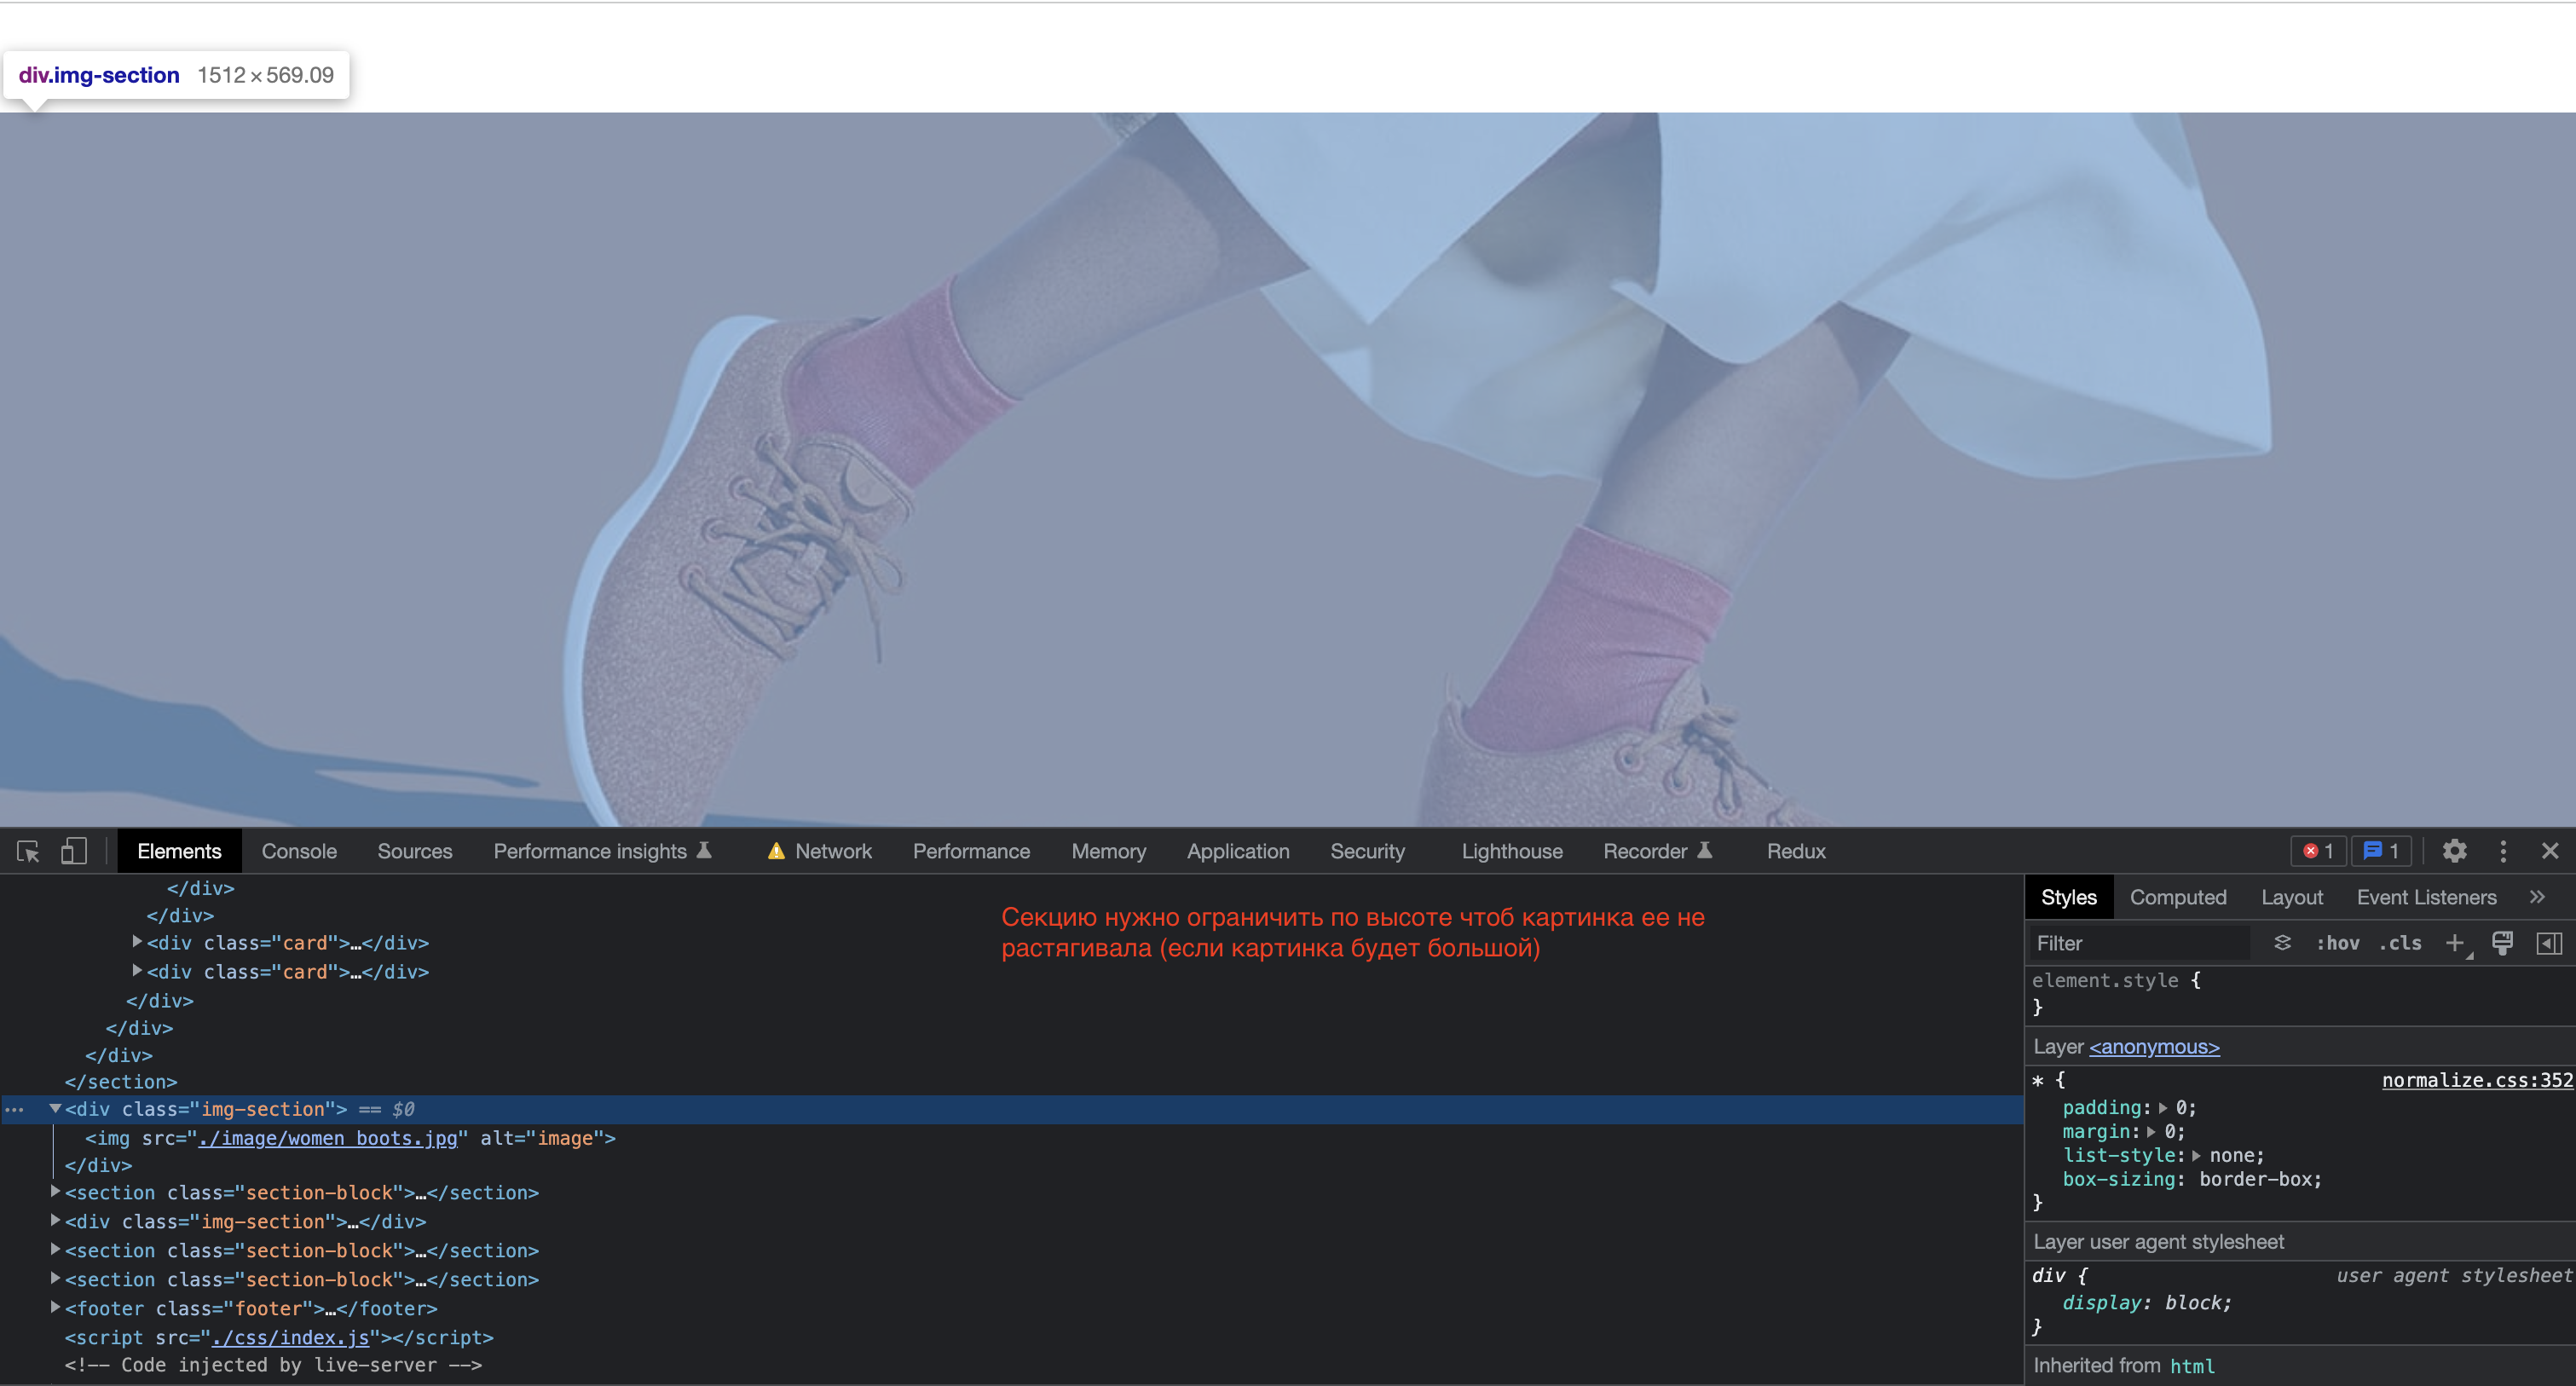 div.img-section 1512 × 569.09
Elements Console Sources Performance insights Network Performance Memory Application Security Lighthouse Recorder Redux 1 1
</div>
</div>
<div class="card">…</div>
<div class="card">…</div>
</div>
</div>
</div>
</section>
<div class="img-section"> == $0
<img src="./image/women_boots.jpg" alt="image">
</div>
<section class="section-block">…</section>
<div class="img-section">…</div>
<section class="section-block">…</section>
<section class="section-block">…</section>
<footer class="footer">…</footer>
<script src="./css/index.js"></script>
<!-- Code injected by live-server -->
Секцию нужно ограничить по высоте чтоб картинка ее не
растягивала (если картинка будет большой)
Styles Computed Layout Event Listeners
Filter :hov .cls
element.style {
}
Layer <anonymous>
* { normalize.css:352
padding: 0;
margin: 0;
list-style: none;
box-sizing: border-box;
}
Layer user agent stylesheet
div { user agent stylesheet
display: block;
}
Inherited from html